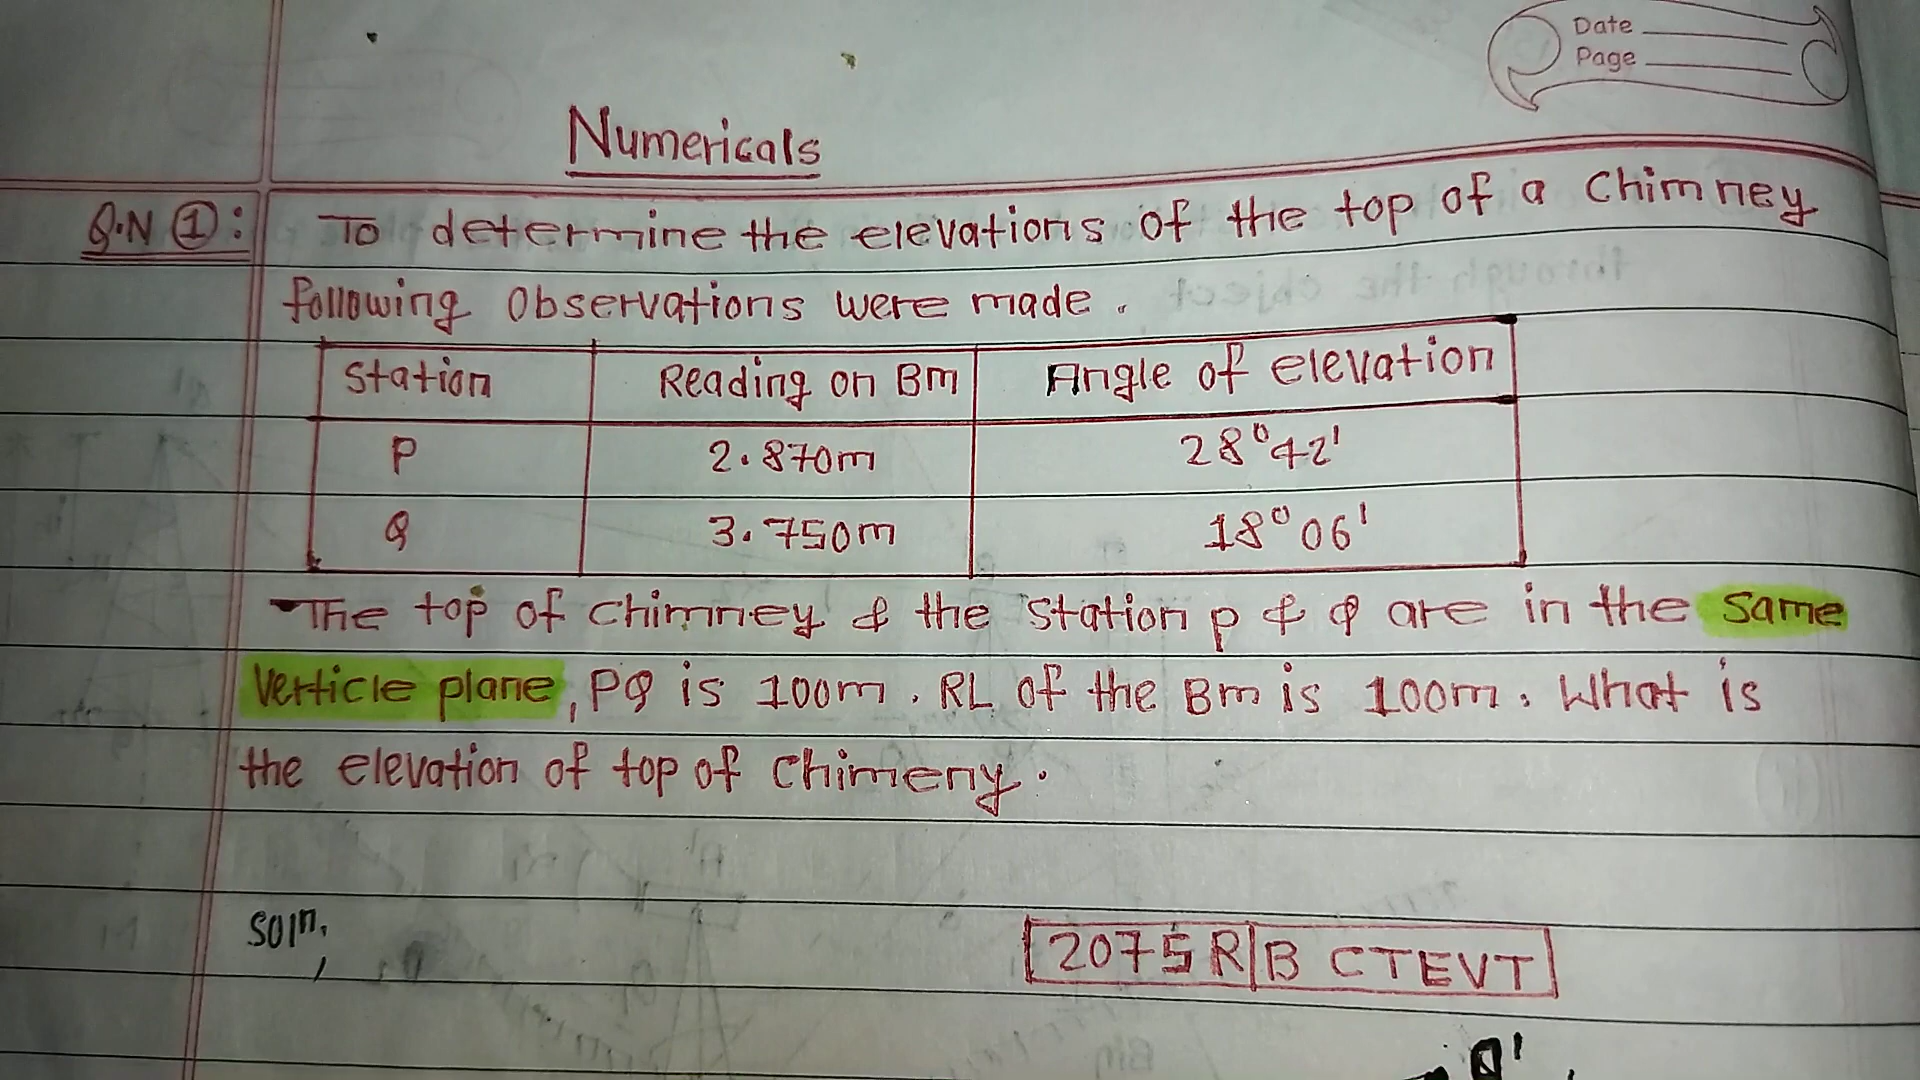 Date
Page
Numericals
Q.N ①: To determine the elevations of the top of a Chimney
following observations were made.
Station Reading on Bm Angle of elevation
P 2.870m 28°42'
Q 3.750m 18°06'
The top of chimney & the station p & Q are in the same
verticle plane, PQ is 100m. RL of the Bm is 100m. What is
the elevation of top of chimeny.
soln,
2075 R/B CTEVT
Q'